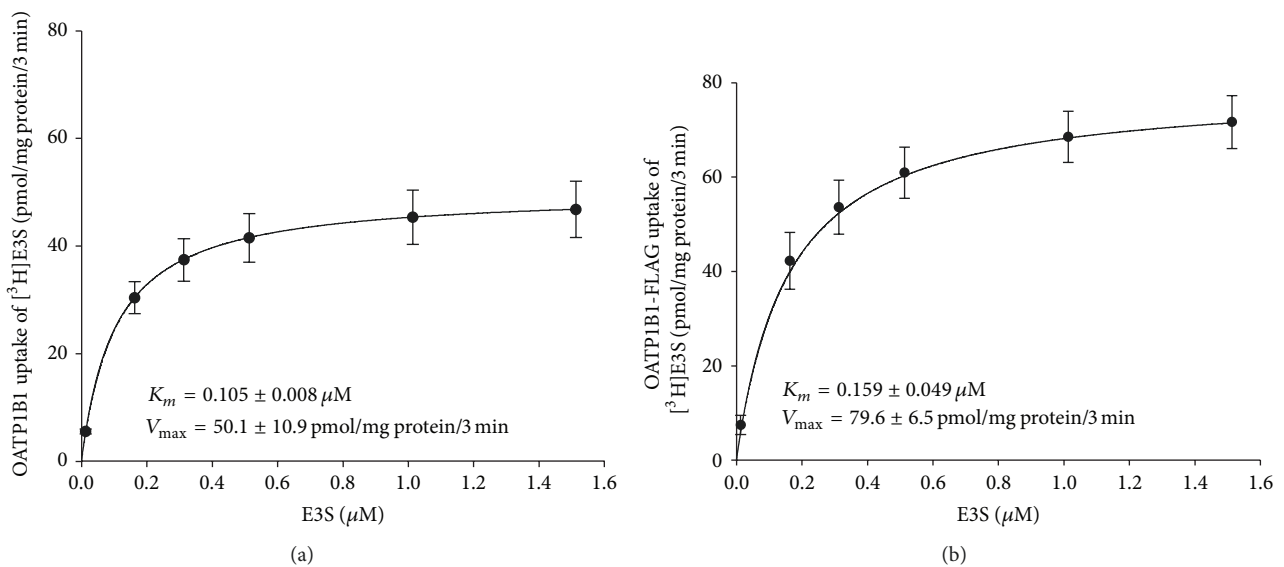 OATP1B1 uptake of [³H]E3S (pmol/mg protein/3 min)
80
60
40
20
0
K_m = 0.105 ± 0.008 μM
V_max = 50.1 ± 10.9 pmol/mg protein/3 min
0.0 0.2 0.4 0.6 0.8 1.0 1.2 1.4 1.6
E3S (μM)
(a)
OATP1B1-FLAG uptake of
[³H]E3S (pmol/mg protein/3 min)
80
60
40
20
0
K_m = 0.159 ± 0.049 μM
V_max = 79.6 ± 6.5 pmol/mg protein/3 min
0.0 0.2 0.4 0.6 0.8 1.0 1.2 1.4 1.6
E3S (μM)
(b)